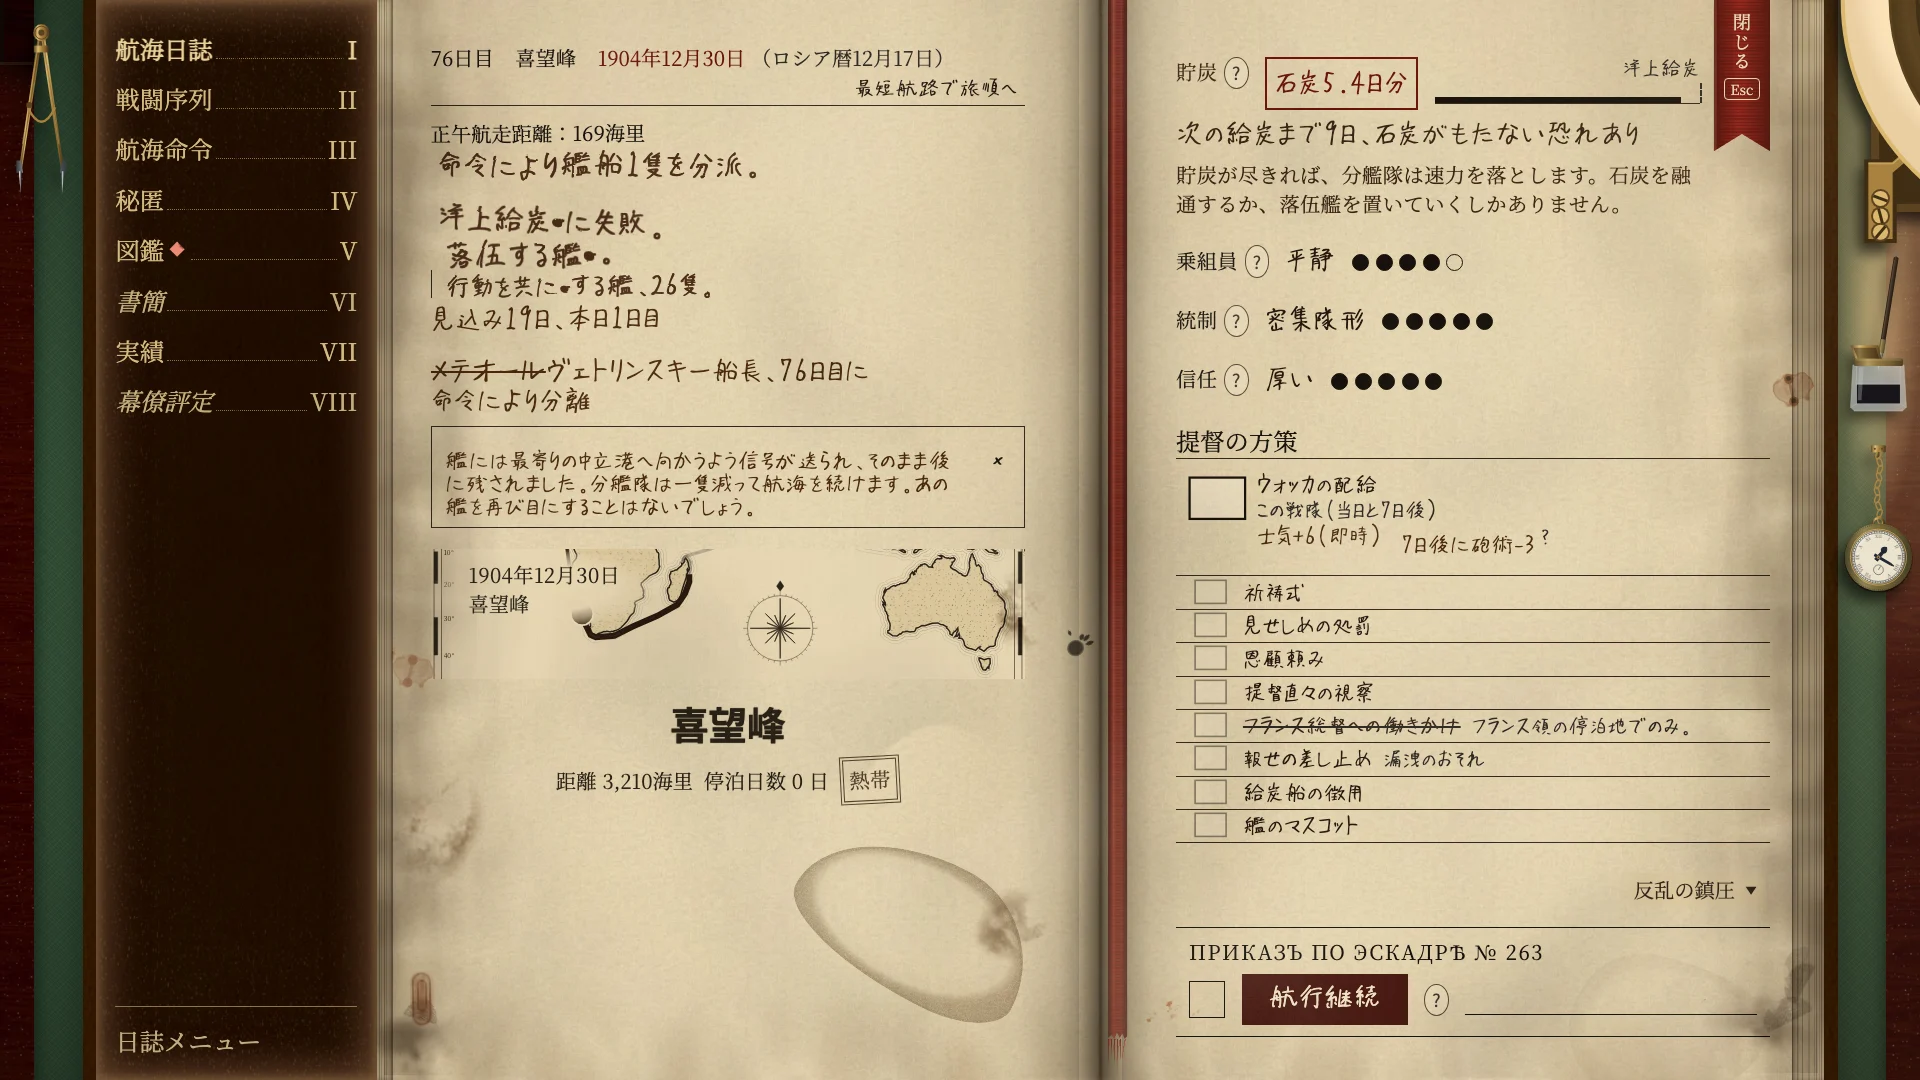 航海日誌 I
戦闘序列 II
航海命令 III
秘匿 IV
図鑑 V
書簡 VI
実績 VII
幕僚評定 VIII
日誌メニュー
76日目 喜望峰 1904年12月30日 （ロシア暦12月17日）
最短航路で旅順へ
正午航走距離：169海里
命令により艦船1隻を分派。
洋上給炭に失敗。
落伍する艦。
行動を共にする艦、26隻。
見込み19日、本日1日目
メテオールヴェトリンスキー船長、76日目に
命令により分離
艦には最寄りの中立港へ向かうよう信号が送られ、そのまま後
に残されました。分艦隊は一隻減って航海を続けます。あの
艦を再び目にすることはないでしょう。
×
10°
20°
30°
40°
1904年12月30日
喜望峰
喜望峰
距離 3,210海里 停泊日数 0 日 熱帯
閉じる
Esc
貯炭 ? 石炭5.4日分 洋上給炭
次の給炭まで9日、石炭がもたない恐れあり
貯炭が尽きれば、分艦隊は速力を落とします。石炭を融
通するか、落伍艦を置いていくしかありません。
乗組員 ? 平静
統制 ? 密集隊形
信任 ? 厚い
提督の方策
ウォッカの配給
この戦隊(当日と7日後)
士気+6(即時) 7日後に砲術-3 ?
祈祷式
見せしめの処罰
恩顧頼み
提督直々の視察
フランス総督への働きかけ フランス領の停泊地でのみ。
報せの差し止め 漏洩のおそれ
給炭船の徴用
艦のマスコット
反乱の鎮圧 ▼
ПРИКАЗЪ ПО ЭСКАДРѢ № 263
航行継続 ?